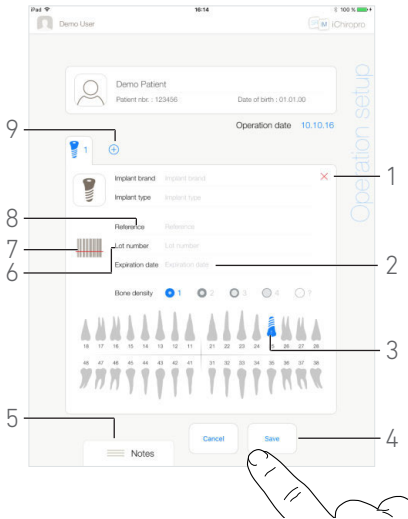 iPad 16:14 100 %
Demo User iChiropro
Operation setup
Demo Patient
Patient nbr. : 123456 Date of birth : 01.01.00
Operation date 10.10.16
9
1
Implant brand Implant brand
1
Implant type Implant type
8
Reference Reference
7
6
Lot number Lot number
Expiration date Expiration date
2
Bone density 1 2 3 4 ?
18 17 16 15 14 13 12 11 21 22 23 24 25 26 27 28
3
48 47 46 45 44 43 42 41 31 32 33 34 35 36 37 38
5
Cancel Save
4
Notes